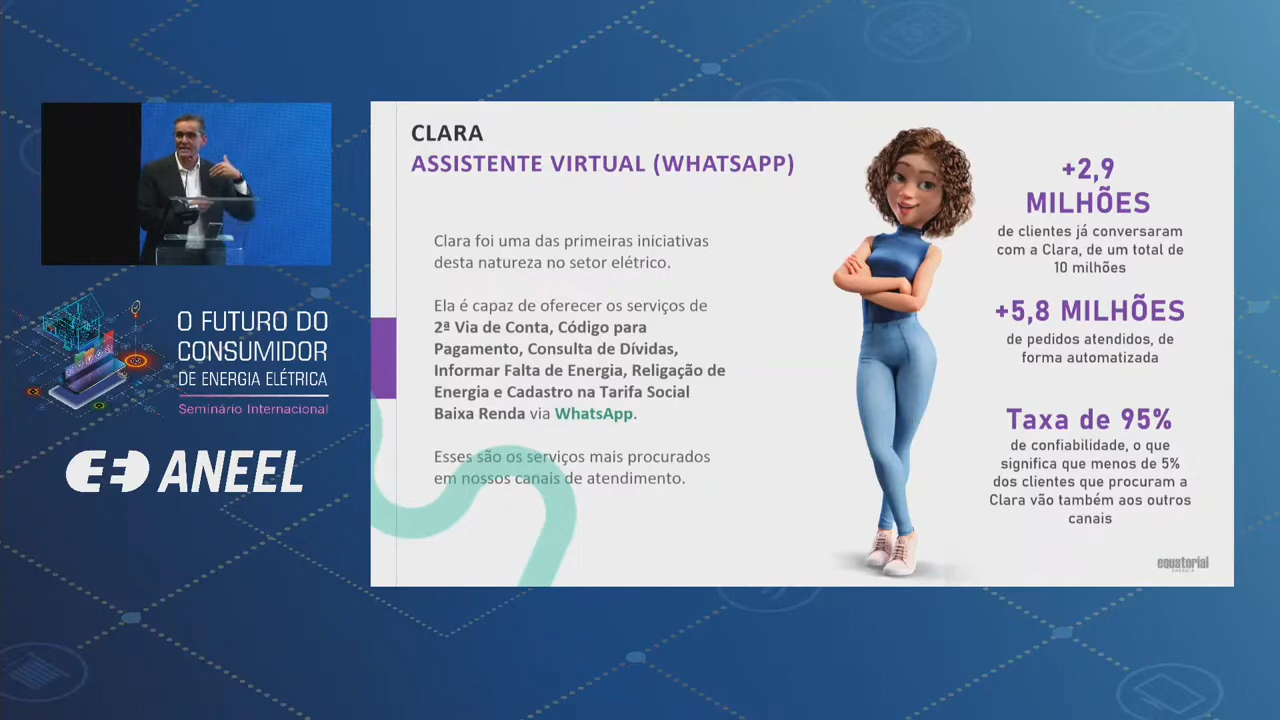 O FUTURO DO
CONSUMIDOR
DE ENERGIA ELÉTRICA
Seminário Internacional
ANEEL
CLARA
ASSISTENTE VIRTUAL (WHATSAPP)
Clara foi uma das primeiras iniciativas
desta natureza no setor elétrico.
Ela é capaz de oferecer os serviços de
2ª Via de Conta, Código para
Pagamento, Consulta de Dívidas,
Informar Falta de Energia, Religação de
Energia e Cadastro na Tarifa Social
Baixa Renda via WhatsApp.
Esses são os serviços mais procurados
em nossos canais de atendimento.
+2,9
MILHÕES
de clientes já conversaram
com a Clara, de um total de
10 milhões
+5,8 MILHÕES
de pedidos atendidos, de
forma automatizada
Taxa de 95%
de confiabilidade, o que
significa que menos de 5%
dos clientes que procuram a
Clara vão também aos outros
canais
equatorial
ENERGIA